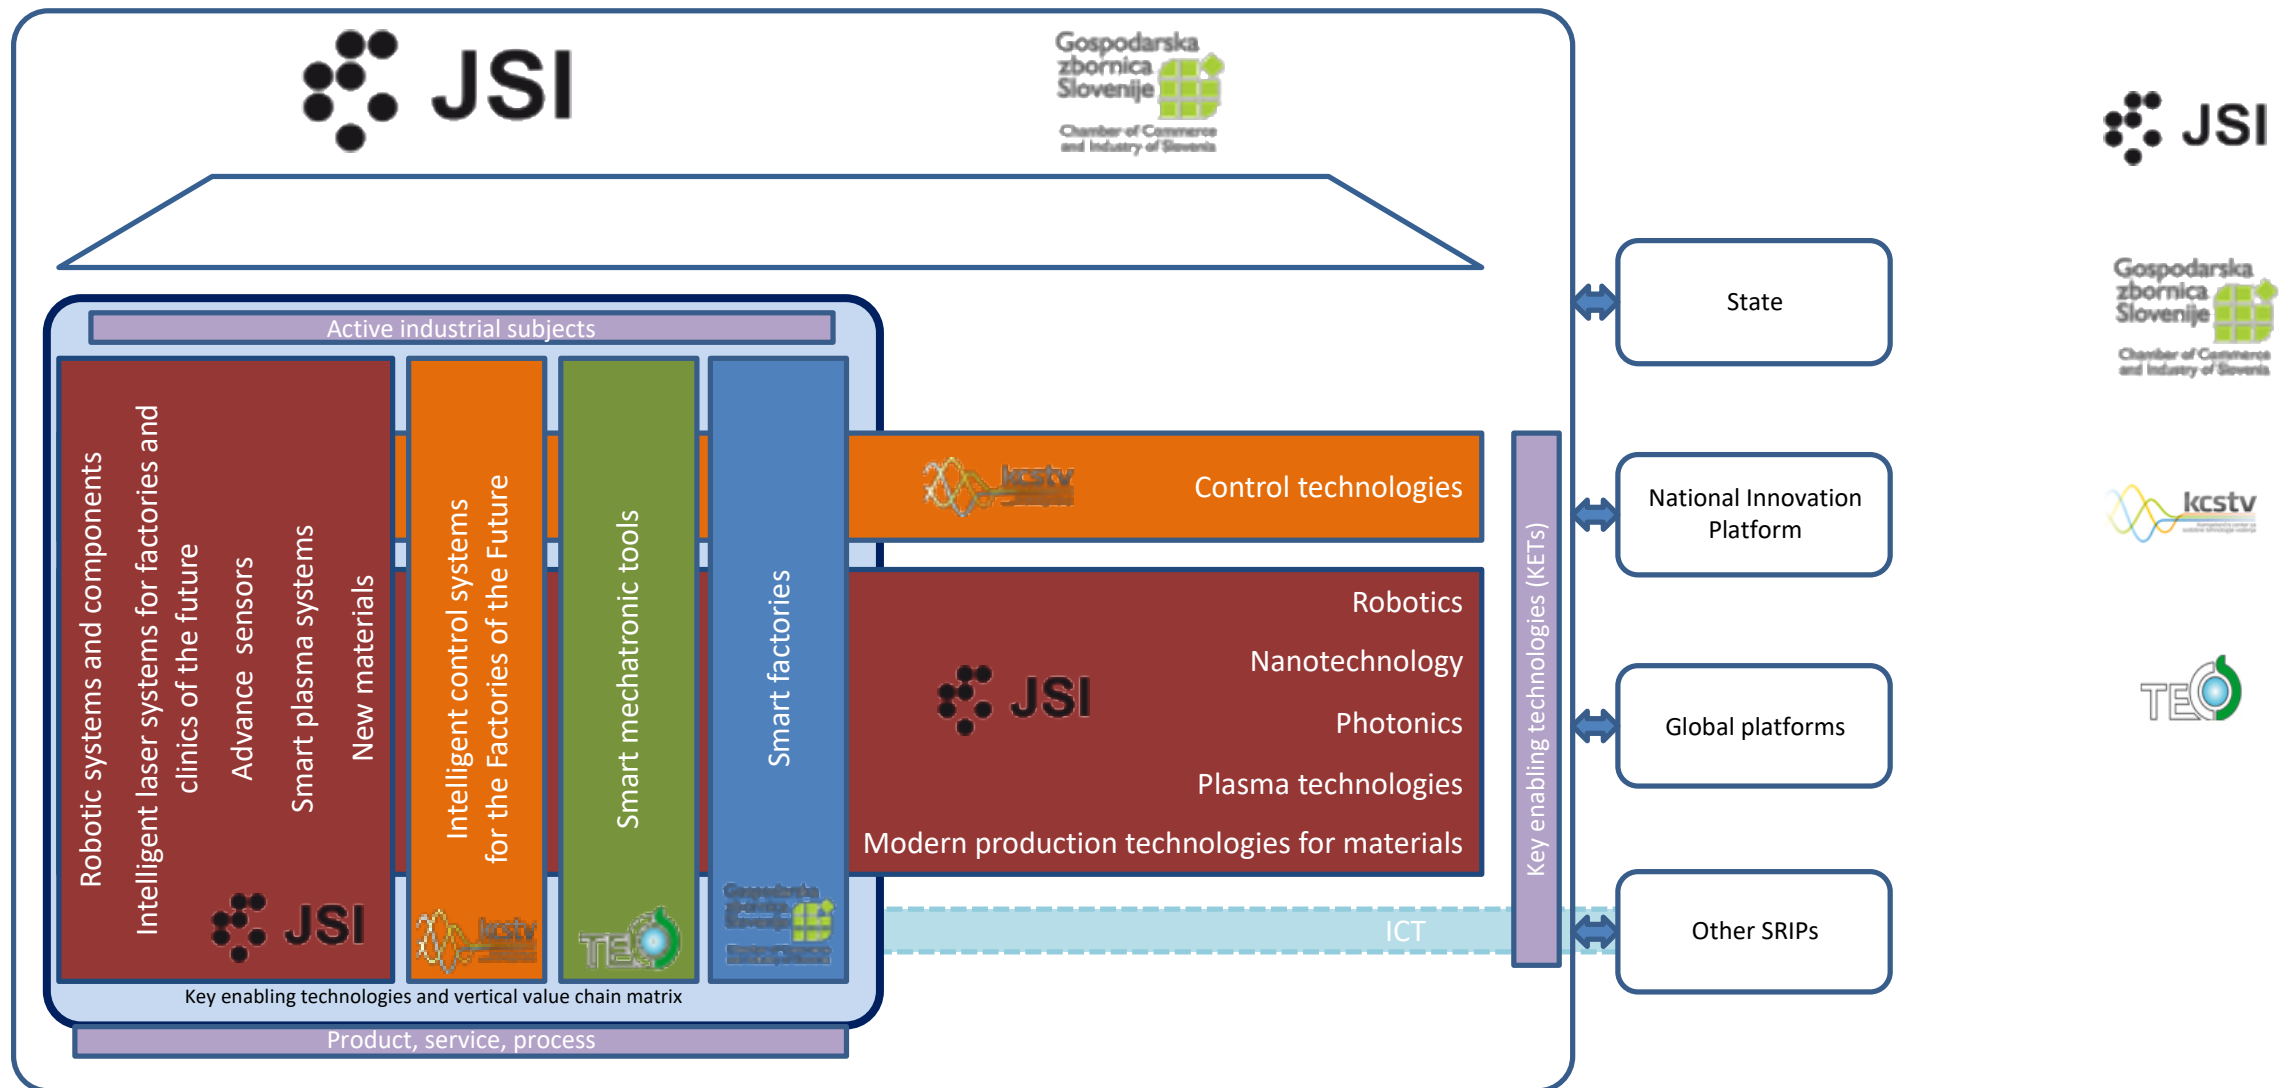 JSI
Gospodarska
zbornica
Slovenije
Chamber of Commerce
and Industry of Slovenia
Active industrial subjects
Robotic systems and components
Intelligent laser systems for factories and
clinics of the future
Advance sensors
Smart plasma systems
New materials
JSI
Intelligent control systems
for the Factories of the Future
kcstv
Smart mechatronic tools
TECO
Smart factories
Gospodarska
zbornica
Slovenije
Key enabling technologies and vertical value chain matrix
Product, service, process
kcstv
Control technologies
JSI
Robotics
Nanotechnology
Photonics
Plasma technologies
Modern production technologies for materials
ICT
Key enabling technologies (KETs)
State
National Innovation
Platform
Global platforms
Other SRIPs
JSI
Gospodarska
zbornica
Slovenije
Chamber of Commerce
and Industry of Slovenia
kcstv
TECO